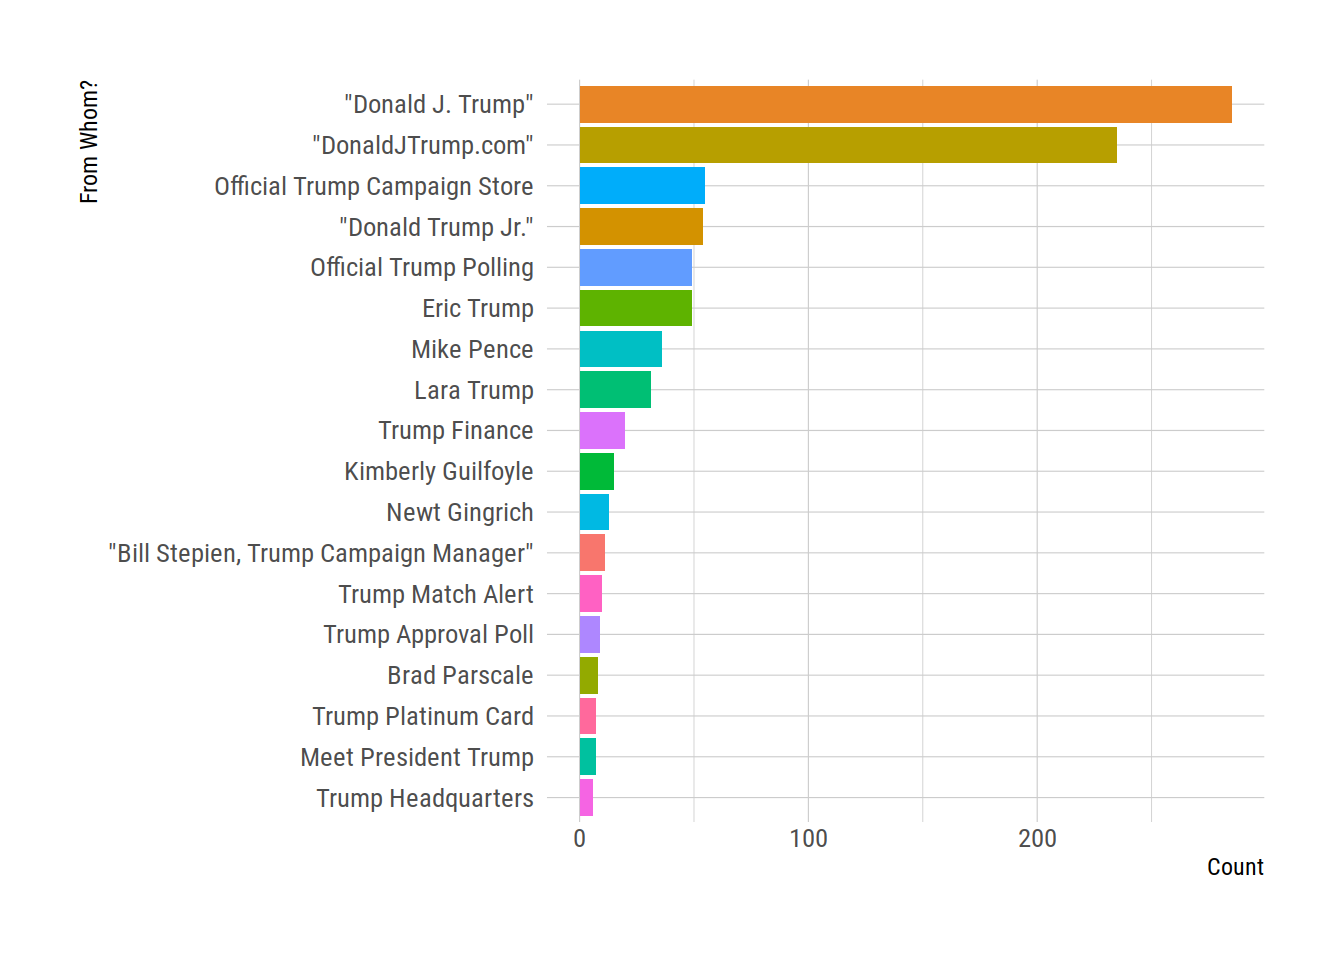 From Whom?
"Donald J. Trump"
"DonaldJTrump.com"
Official Trump Campaign Store
"Donald Trump Jr."
Official Trump Polling
Eric Trump
Mike Pence
Lara Trump
Trump Finance
Kimberly Guilfoyle
Newt Gingrich
"Bill Stepien, Trump Campaign Manager"
Trump Match Alert
Trump Approval Poll
Brad Parscale
Trump Platinum Card
Meet President Trump
Trump Headquarters
0 100 200
Count